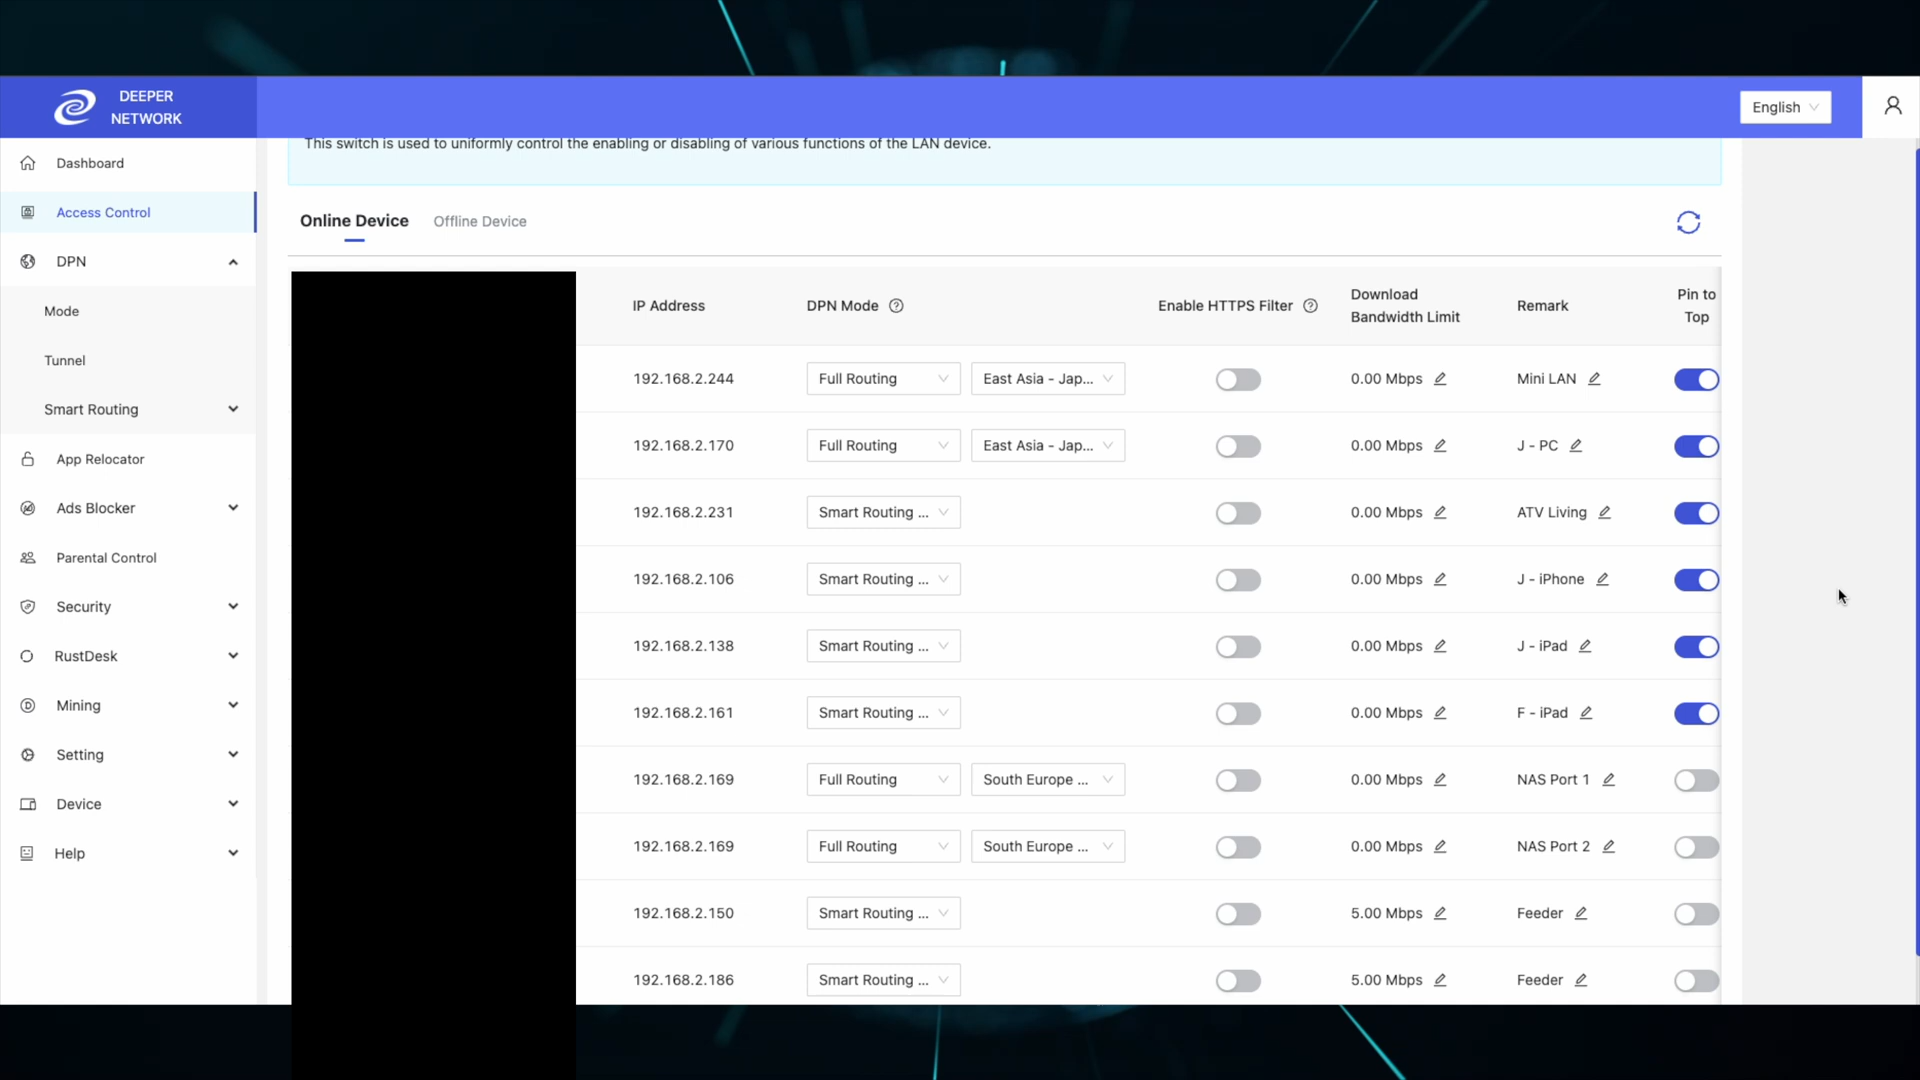 DEEPER
NETWORK
English
This switch is used to uniformly control the enabling or disabling of various functions of the LAN device.
Dashboard
Access Control
DPN
Mode
Tunnel
Smart Routing
App Relocator
Ads Blocker
Parental Control
Security
RustDesk
Mining
Setting
Device
Help
Online Device Offline Device
IP Address DPN Mode Enable HTTPS Filter Download Bandwidth Limit Remark Pin to Top
192.168.2.244 Full Routing East Asia - Jap... 0.00 Mbps Mini LAN
192.168.2.170 Full Routing East Asia - Jap... 0.00 Mbps J - PC
192.168.2.231 Smart Routing ... 0.00 Mbps ATV Living
192.168.2.106 Smart Routing ... 0.00 Mbps J - iPhone
192.168.2.138 Smart Routing ... 0.00 Mbps J - iPad
192.168.2.161 Smart Routing ... 0.00 Mbps F - iPad
192.168.2.169 Full Routing South Europe ... 0.00 Mbps NAS Port 1
192.168.2.169 Full Routing South Europe ... 0.00 Mbps NAS Port 2
192.168.2.150 Smart Routing ... 5.00 Mbps Feeder
192.168.2.186 Smart Routing ... 5.00 Mbps Feeder